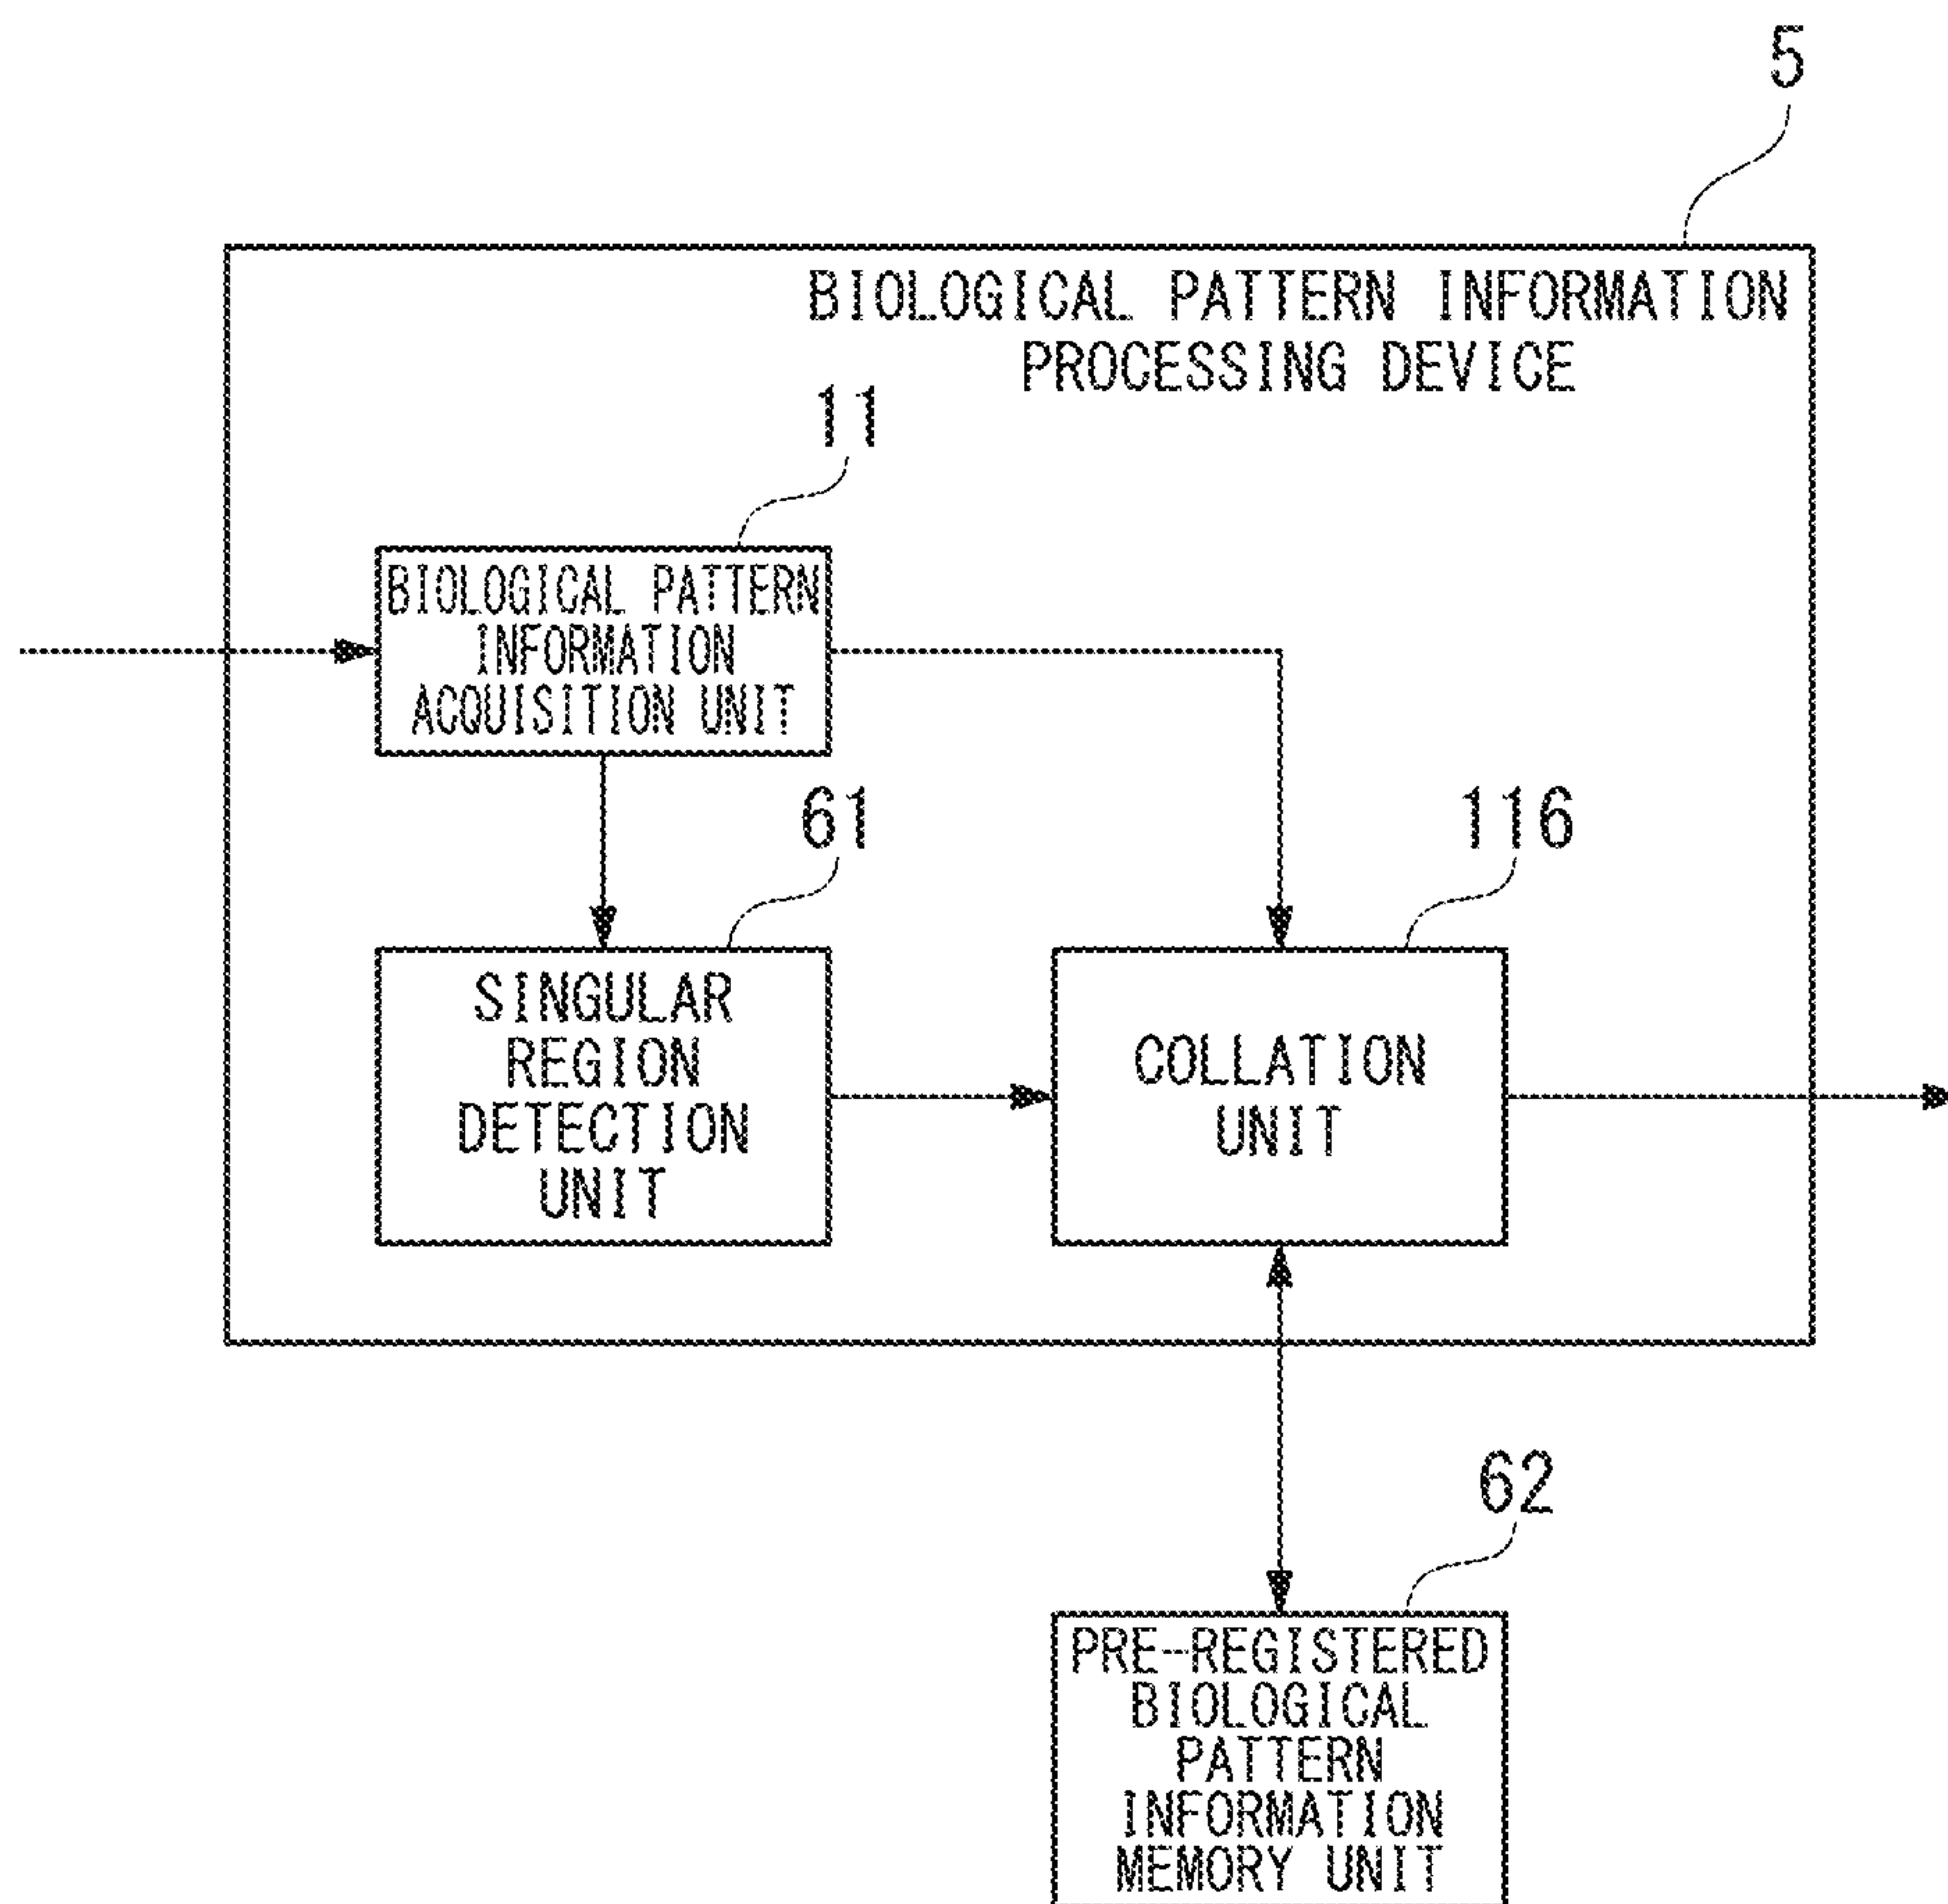 5
BIOLOGICAL PATTERN INFORMATION
PROCESSING DEVICE
11
BIOLOGICAL PATTERN
INFORMATION
ACQUISITION UNIT
61
116
SINGULAR
REGION
DETECTION
UNIT
COLLATION
UNIT
62
PRE-REGISTERED
BIOLOGICAL
PATTERN
INFORMATION
MEMORY UNIT